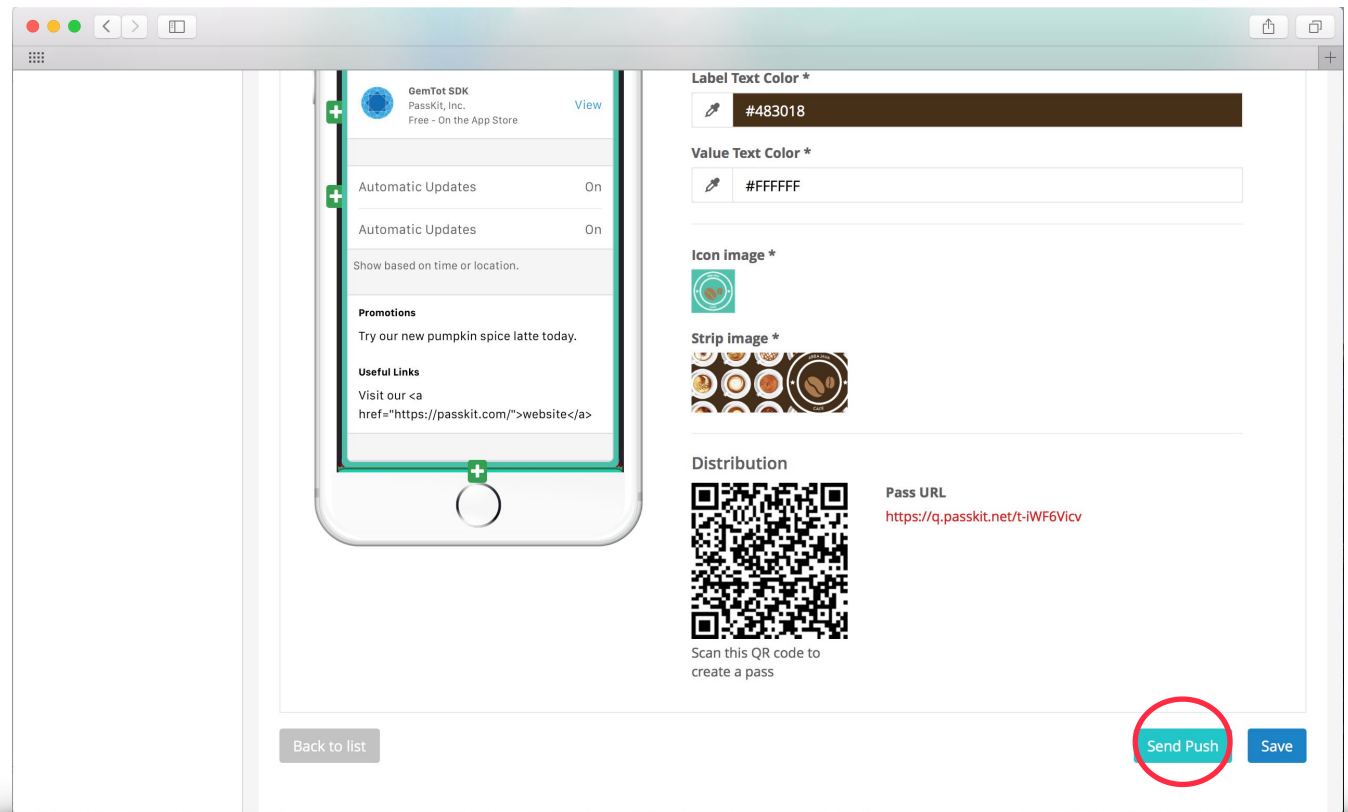 GemTot SDK
PassKit, Inc.
Free - On the App Store
View
Automatic Updates On
Automatic Updates On
Show based on time or location.
Promotions
Try our new pumpkin spice latte today.
Useful Links
Visit our <a
href="https://passkit.com/">website</a>
Label Text Color *
#483018
Value Text Color *
#FFFFFF
Icon image *
Strip image *
ABBA JAVA
CAFE
Distribution
Scan this QR code to
create a pass
Pass URL
https://q.passkit.net/t-iWF6Vicv
Back to list
Send Push
Save